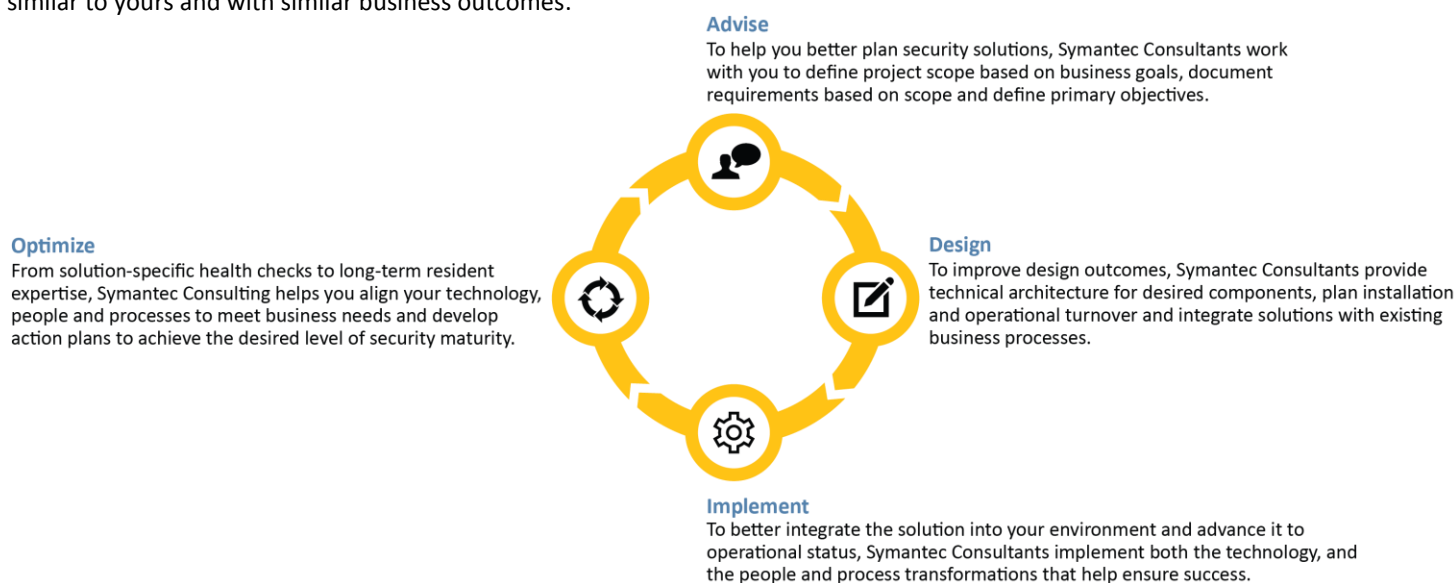 similar to yours and with similar business outcomes.
Advise
To help you better plan security solutions, Symantec Consultants work
with you to define project scope based on business goals, document
requirements based on scope and define primary objectives.
Optimize
From solution-specific health checks to long-term resident
expertise, Symantec Consulting helps you align your technology,
people and processes to meet business needs and develop
action plans to achieve the desired level of security maturity.
Design
To improve design outcomes, Symantec Consultants provide
technical architecture for desired components, plan installation
and operational turnover and integrate solutions with existing
business processes.
Implement
To better integrate the solution into your environment and advance it to
operational status, Symantec Consultants implement both the technology, and
the people and process transformations that help ensure success.